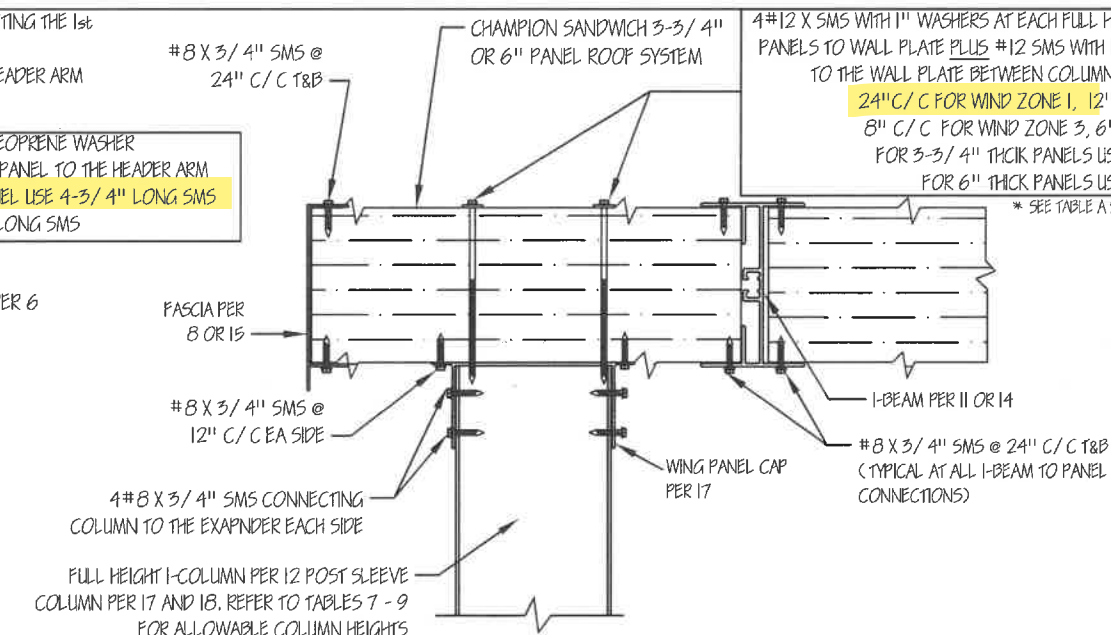 TING THE 1st
EADER ARM
EOPRENE WASHER
PANEL TO THE HEADER ARM
EL USE 4-3/4" LONG SMS
LONG SMS
ER 6
#8 X 3/4" SMS @
24" C/C T&B
CHAMPION SANDWICH 3-3/4"
OR 6" PANEL ROOF SYSTEM
4#12 X SMS WITH 1" WASHERS AT EACH FULL H
PANELS TO WALL PLATE PLUS #12 SMS WITH
TO THE WALL PLATE BETWEEN COLUMN
24"C/C FOR WIND ZONE 1, 12"
8" C/C FOR WIND ZONE 3, 6"
FOR 3-3/4" THCIK PANELS US
FOR 6" THICK PANELS US
* SEE TABLE A
FASCIA PER
8 OR 15
#8 X 3/4" SMS @
12" C/C EA SIDE
4#8 X 3/4" SMS CONNECTING
COLUMN TO THE EXAPNDER EACH SIDE
FULL HEIGHT I-COLUMN PER 12 POST SLEEVE
COLUMN PER 17 AND 18. REFER TO TABLES 7 - 9
FOR ALLOWABLE COLUMN HEIGHTS
WING PANEL CAP
PER 17
I-BEAM PER 11 OR 14
#8 X 3/4" SMS @ 24" C/C T&B
(TYPICAL AT ALL I-BEAM TO PANEL
CONNECTIONS)